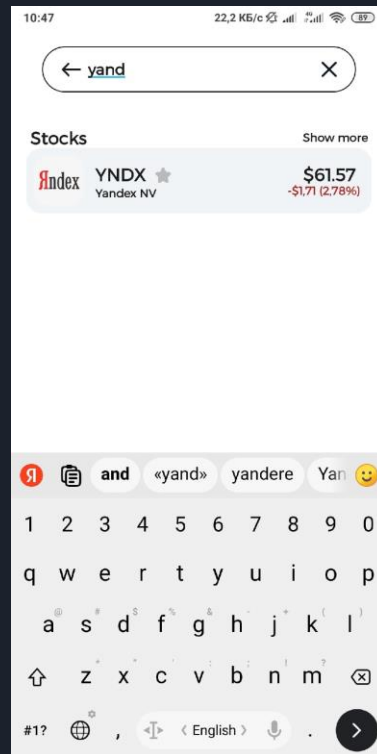 10:47 22,2 КБ/с 4G 89
yand
Stocks Show more
Яndex YNDX $61.57
Yandex NV -$1,71 (2,78%)
Я and «yand» yandere Yan
1 2 3 4 5 6 7 8 9 0
q w e r t y u i o p
@ # $ % & - + ( )
a s d f g h j k l
* " ' : ; ! ?
z x c v b n m
#1? , < English > .